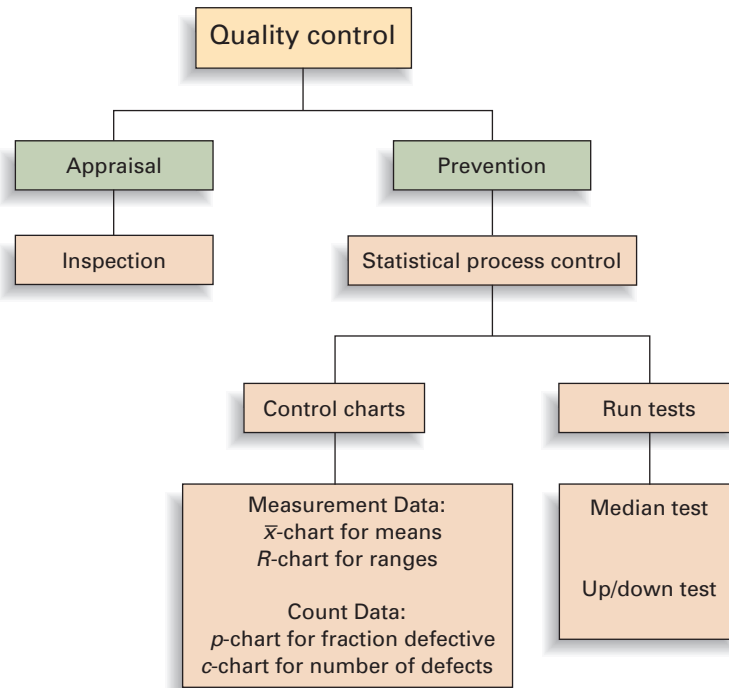 Quality control
Appraisal
Prevention
Inspection
Statistical process control
Control charts
Run tests
Measurement Data:
x̅-chart for means
R-chart for ranges
Count Data:
p-chart for fraction defective
c-chart for number of defects
Median test
Up/down test